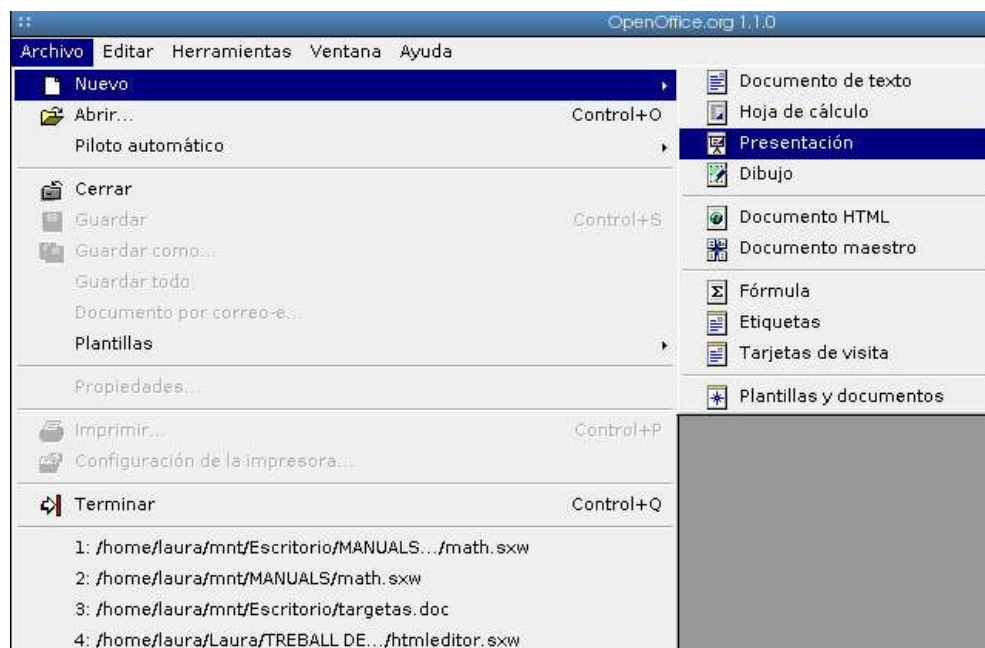 OpenOffice.org 1.1.0
Archivo Editar Herramientas Ventana Ayuda
Nuevo
Abrir... Control+O
Piloto automático
Cerrar
Guardar Control+S
Guardar como...
Guardar todo
Documento por correo-e...
Plantillas
Propiedades...
Imprimir... Control+P
Configuración de la impresora...
Terminar Control+Q
1: /home/laura/mnt/Escritorio/MANUALS.../math.sxw
2: /home/laura/mnt/MANUALS/math.sxw
3: /home/laura/mnt/Escritorio/targetas.doc
4: /home/laura/Laura/TREBALL DE.../htmleditor.sxw
Documento de texto
Hoja de cálculo
Presentación
Dibujo
Documento HTML
Documento maestro
Fórmula
Etiquetas
Tarjetas de visita
Plantillas y documentos